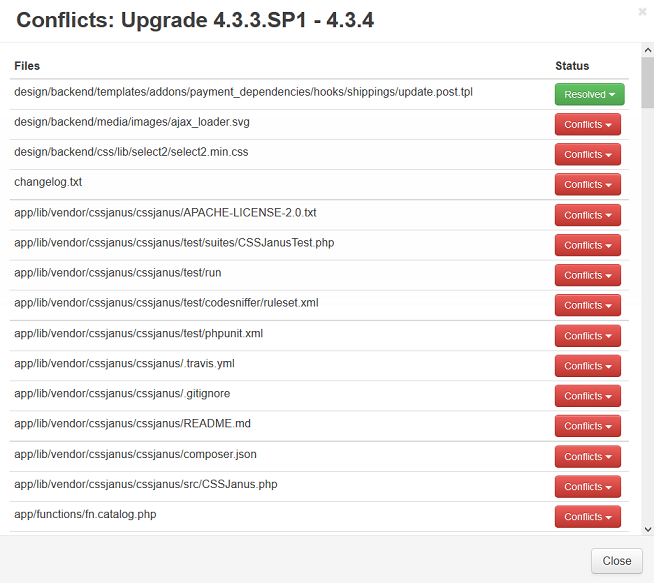 Conflicts: Upgrade 4.3.3.SP1 - 4.3.4
Files Status
design/backend/templates/addons/payment_dependencies/hooks/shippings/update.post.tpl Resolved
design/backend/media/images/ajax_loader.svg Conflicts
design/backend/css/lib/select2/select2.min.css Conflicts
changelog.txt Conflicts
app/lib/vendor/cssjanus/cssjanus/APACHE-LICENSE-2.0.txt Conflicts
app/lib/vendor/cssjanus/cssjanus/test/suites/CSSJanusTest.php Conflicts
app/lib/vendor/cssjanus/cssjanus/test/run Conflicts
app/lib/vendor/cssjanus/cssjanus/test/codesniffer/ruleset.xml Conflicts
app/lib/vendor/cssjanus/cssjanus/test/phpunit.xml Conflicts
app/lib/vendor/cssjanus/cssjanus/.travis.yml Conflicts
app/lib/vendor/cssjanus/cssjanus/.gitignore Conflicts
app/lib/vendor/cssjanus/cssjanus/README.md Conflicts
app/lib/vendor/cssjanus/cssjanus/composer.json Conflicts
app/lib/vendor/cssjanus/cssjanus/src/CSSJanus.php Conflicts
app/functions/fn.catalog.php Conflicts
Close